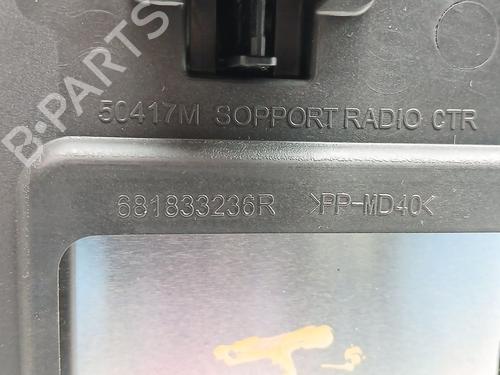 B-PARTS
50417M SOPPORT RADIO CTR
681833236R >PP-MD40<